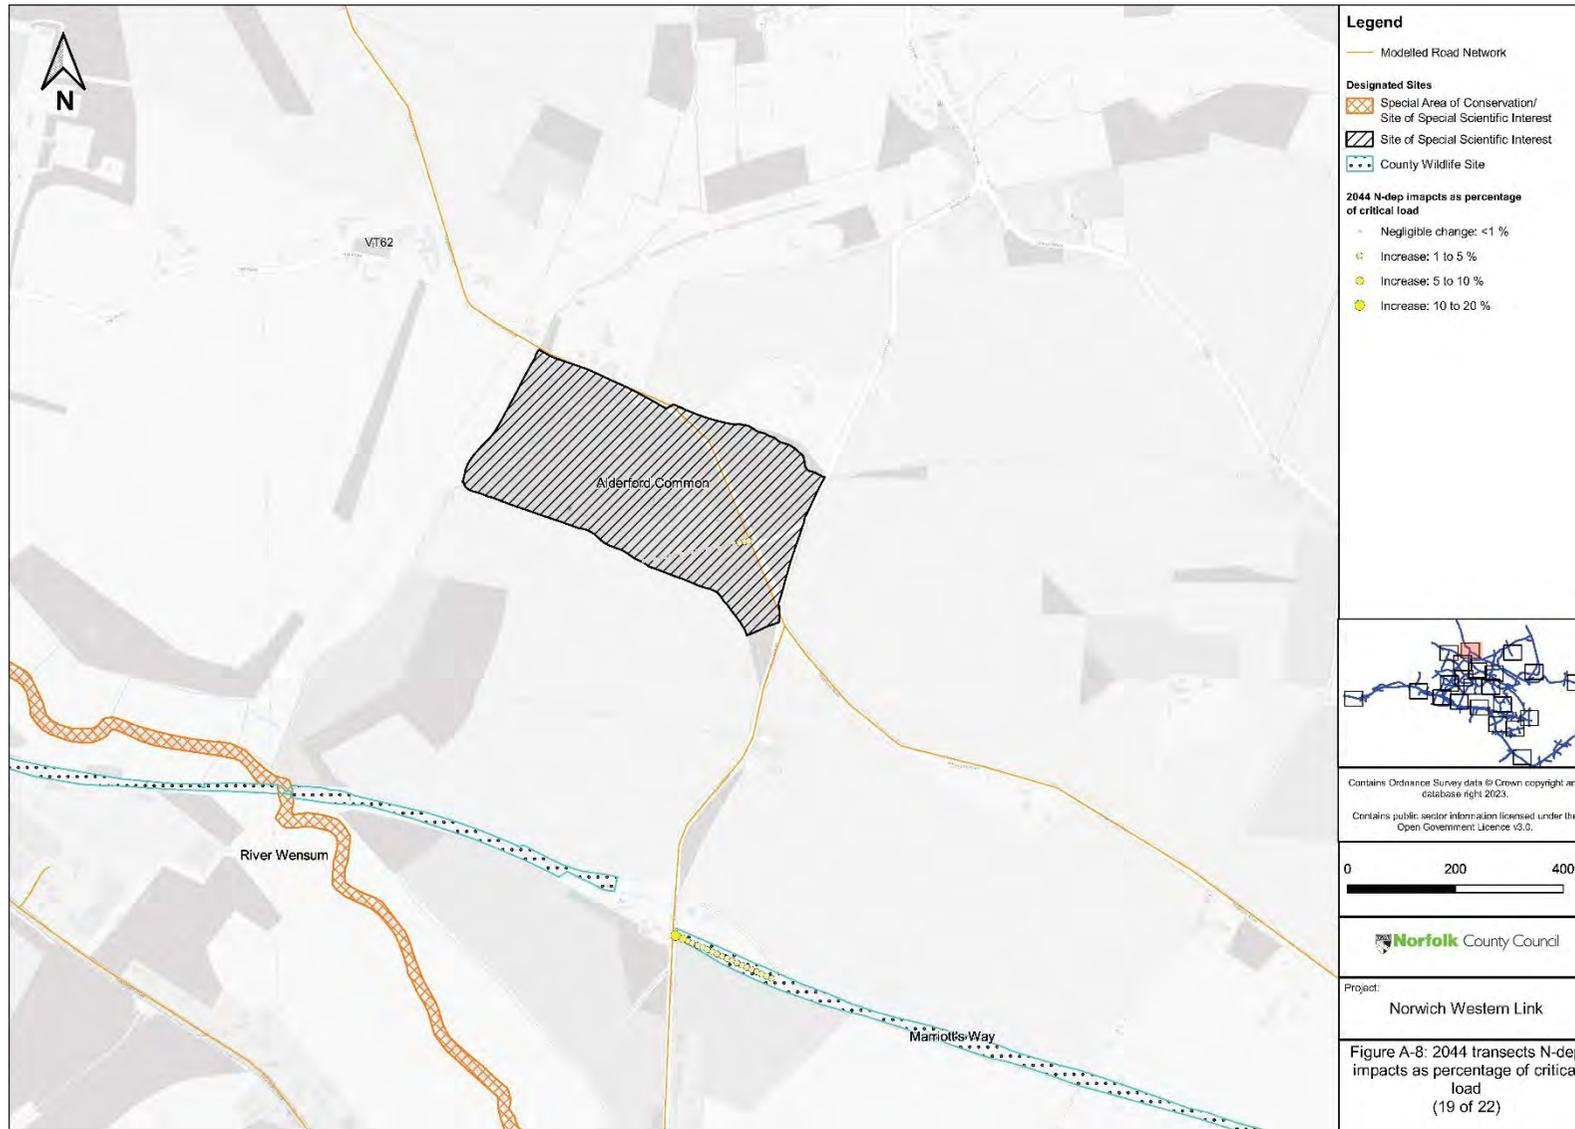 N
VT62
Alderford Common
River Wensum
Marriott's Way
Legend
Modelled Road Network
Designated Sites
Special Area of Conservation/
Site of Special Scientific Interest
Site of Special Scientific Interest
County Wildlife Site
2044 N-dep imapcts as percentage
of critical load
Negligible change: <1 %
Increase: 1 to 5 %
Increase: 5 to 10 %
Increase: 10 to 20 %
Contains Ordnance Survey data © Crown copyright an
database right 2023.
Contains public sector information licensed under the
Open Government Licence v3.0.
0 200 400
Norfolk County Council
Project:
Norwich Western Link
Figure A-8: 2044 transects N-dep
impacts as percentage of critical
load
(19 of 22)